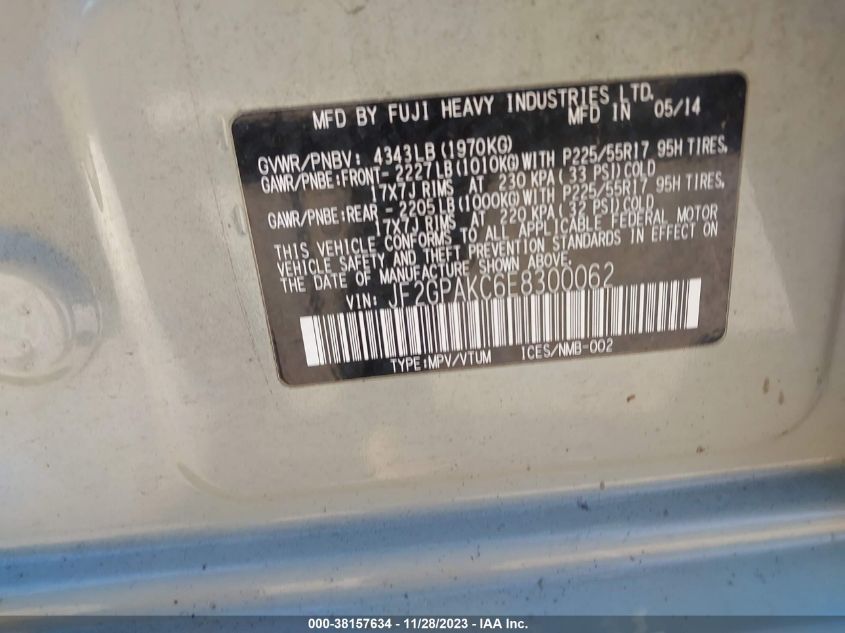 MFD BY FUJI HEAVY INDUSTRIES LTD.
MFD IN 05/14
GVWR/PNBV: 4343LB(1970KG)
GAWR/PNBE:FRONT- 2227LB(1010KG)WITH P225/55R17 95H TIRES,
17X7J RIMS AT 230 KPA( 33 PSI)COLD
GAWR/PNBE:REAR - 2205LB(1000KG)WITH P225/55R17 95H TIRES,
17X7J RIMS AT 220 KPA( 32 PSI)COLD.
THIS VEHICLE CONFORMS TO ALL APPLICABLE FEDERAL MOTOR
VEHICLE SAFETY AND THEFT PREVENTION STANDARDS IN EFFECT ON
THE DATE OF MANUFACTURE SHOWN ABOVE.
VIN: JF2GPAKC6E8300062
TYPE:MPV/VTUM ICES/NMB-002
000-38157634 - 11/28/2023 - © IAA, Inc.